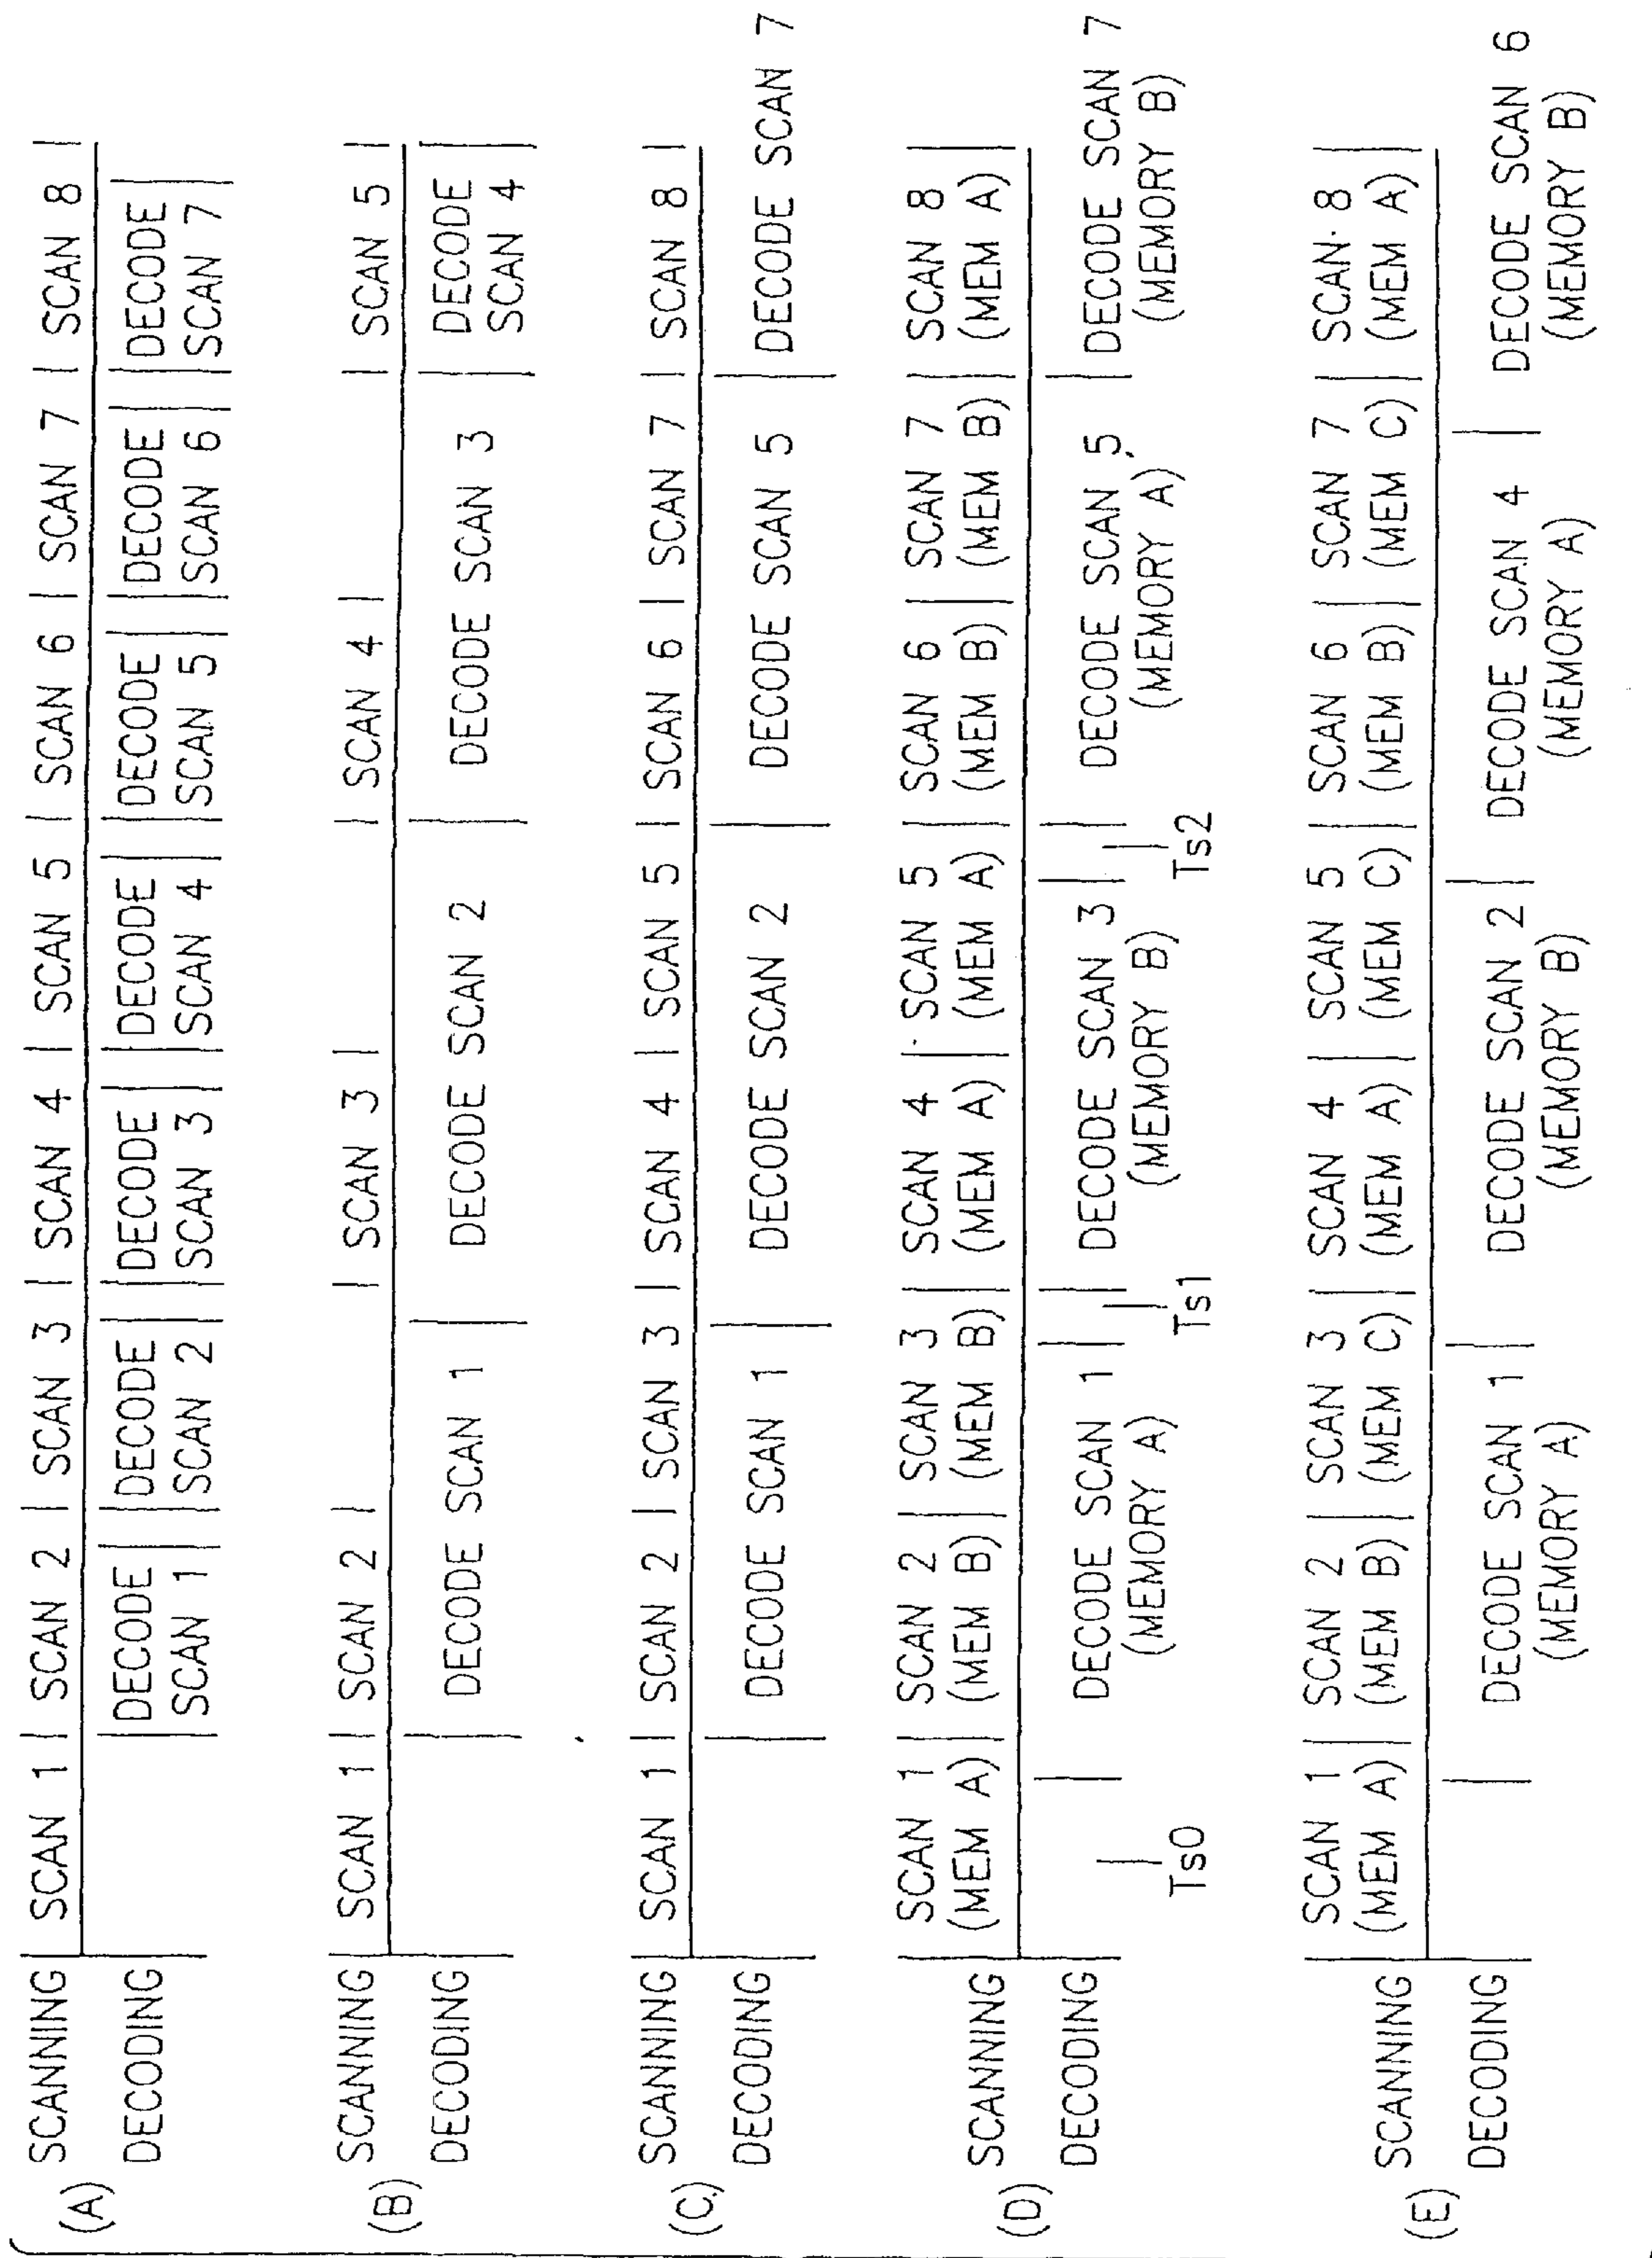 (A)
SCANNING | SCAN 1 | SCAN 2 | SCAN 3 | SCAN 4 | SCAN 5 | SCAN 6 | SCAN 7 | SCAN 8 |
DECODING | DECODE SCAN 1 | DECODE SCAN 2 | DECODE SCAN 3 | DECODE SCAN 4 | DECODE SCAN 5 | DECODE SCAN 6 | DECODE SCAN 7 |
(B)
SCANNING | SCAN 1 | SCAN 2 | | SCAN 3 | | SCAN 4 | | SCAN 5 |
DECODING | DECODE SCAN 1 | DECODE SCAN 2 | DECODE SCAN 3 | DECODE SCAN 4 |
(C)
SCANNING | SCAN 1 | SCAN 2 | SCAN 3 | SCAN 4 | SCAN 5 | SCAN 6 | SCAN 7 | SCAN 8 |
DECODING | DECODE SCAN 1 | DECODE SCAN 2 | DECODE SCAN 5 | DECODE SCAN 7
(D)
SCANNING | SCAN 1 | SCAN 2 | SCAN 3 | SCAN 4 | SCAN 5 | SCAN 6 | SCAN 7 | SCAN 8 |
(MEM A) | (MEM B) | (MEM B) | (MEM A) | (MEM A) | (MEM B) | (MEM B) | (MEM A) |
DECODING | DECODE SCAN 1 | | DECODE SCAN 3 | | DECODE SCAN 5 | DECODE SCAN 7
(MEMORY A) (MEMORY B) (MEMORY A) (MEMORY B)
Ts0 Ts1 Ts2
(E)
SCANNING | SCAN 1 | SCAN 2 | SCAN 3 | SCAN 4 | SCAN 5 | SCAN 6 | SCAN 7 | SCAN 8 |
(MEM A) | (MEM B) | (MEM C) | (MEM A) | (MEM C) | (MEM B) | (MEM C) | (MEM A) |
DECODING | DECODE SCAN 1 | DECODE SCAN 2 | DECODE SCAN 4 | DECODE SCAN 6
(MEMORY A) (MEMORY B) (MEMORY A) (MEMORY B)